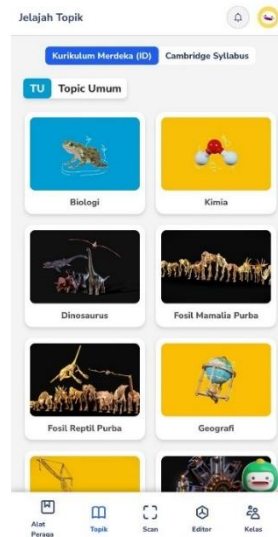 Jelajah Topik
Kurikulum Merdeka (ID) Cambridge Syllabus
TU Topic Umum
Biologi Kimia
Dinosaurus Fosil Mamalia Purba
Fosil Reptil Purba Geografi
Alat Peraga Topik Scan Editor Kelas